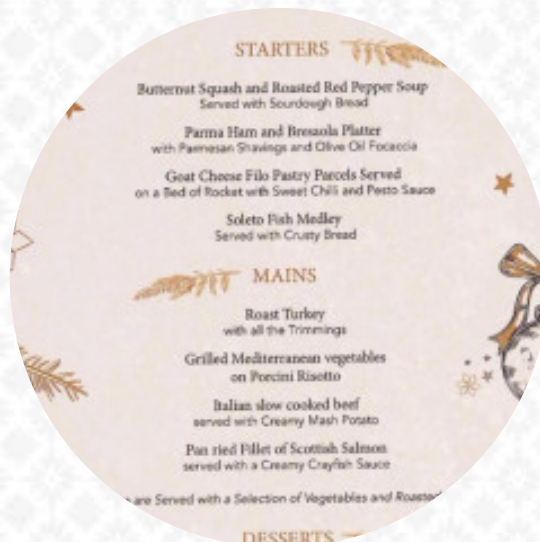 STARTERS
Butternut Squash and Roasted Red Pepper Soup
Served with Sourdough Bread
Parma Ham and Bresaola Platter
with Parmesan Shavings and Olive Oil Focaccia
Goat Cheese Filo Pastry Parcels Served
on a Bed of Rocket with Sweet Chilli and Pesto Sauce
Soleto Fish Medley
Served with Crusty Bread
MAINS
Roast Turkey
with all the Trimmings
Grilled Mediterranean vegetables
on Porcini Risotto
Italian slow cooked beef
served with Creamy Mash Potato
Pan ried Fillet of Scottish Salmon
served with a Creamy Crayfish Sauce
are Served with a Selection of Vegetables and Roasted
DESSERTS